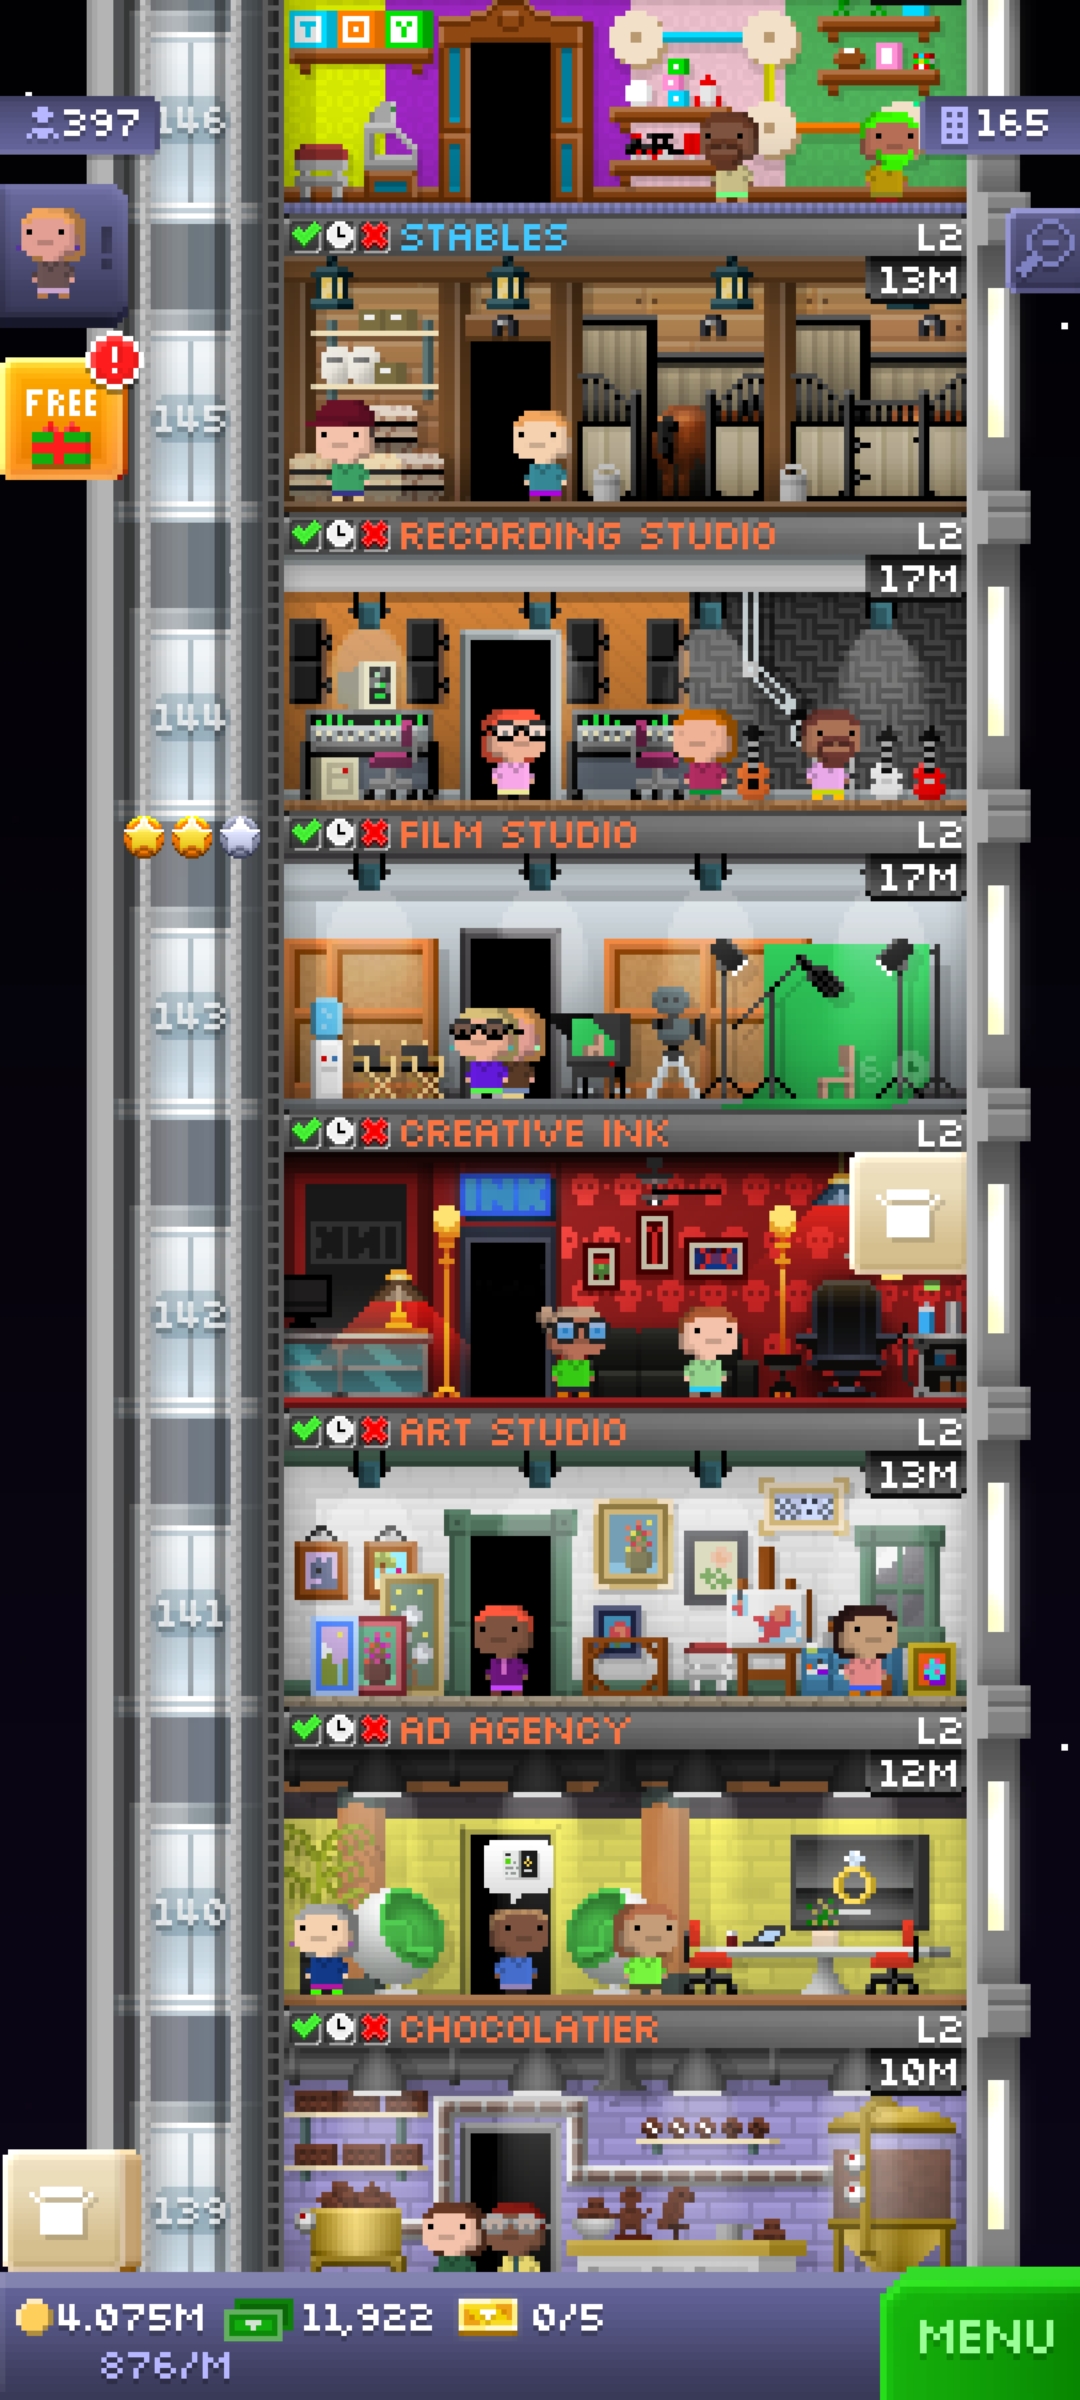 T O Y
397
146
165
!
STABLES
L2
13M
!
FREE
145
RECORDING STUDIO
L2
17M
144
FILM STUDIO
L2
17M
143
CREATIVE INK
L2
INK
INK
142
ART STUDIO
L2
13M
141
AD AGENCY
L2
12M
140
CHOCOLATIER
L2
10M
139
4.075M
11,922
0/5
876/M
MENU